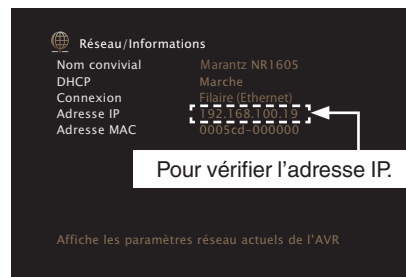 Réseau/Informations
Nom convivial Marantz NR1605
DHCP Marche
Connexion Filaire (Ethernet)
Adresse IP 192.168.100.19
Adresse MAC 0005cd-000000
Pour vérifier l’adresse IP.
Affiche les paramètres réseau actuels de l’AVR